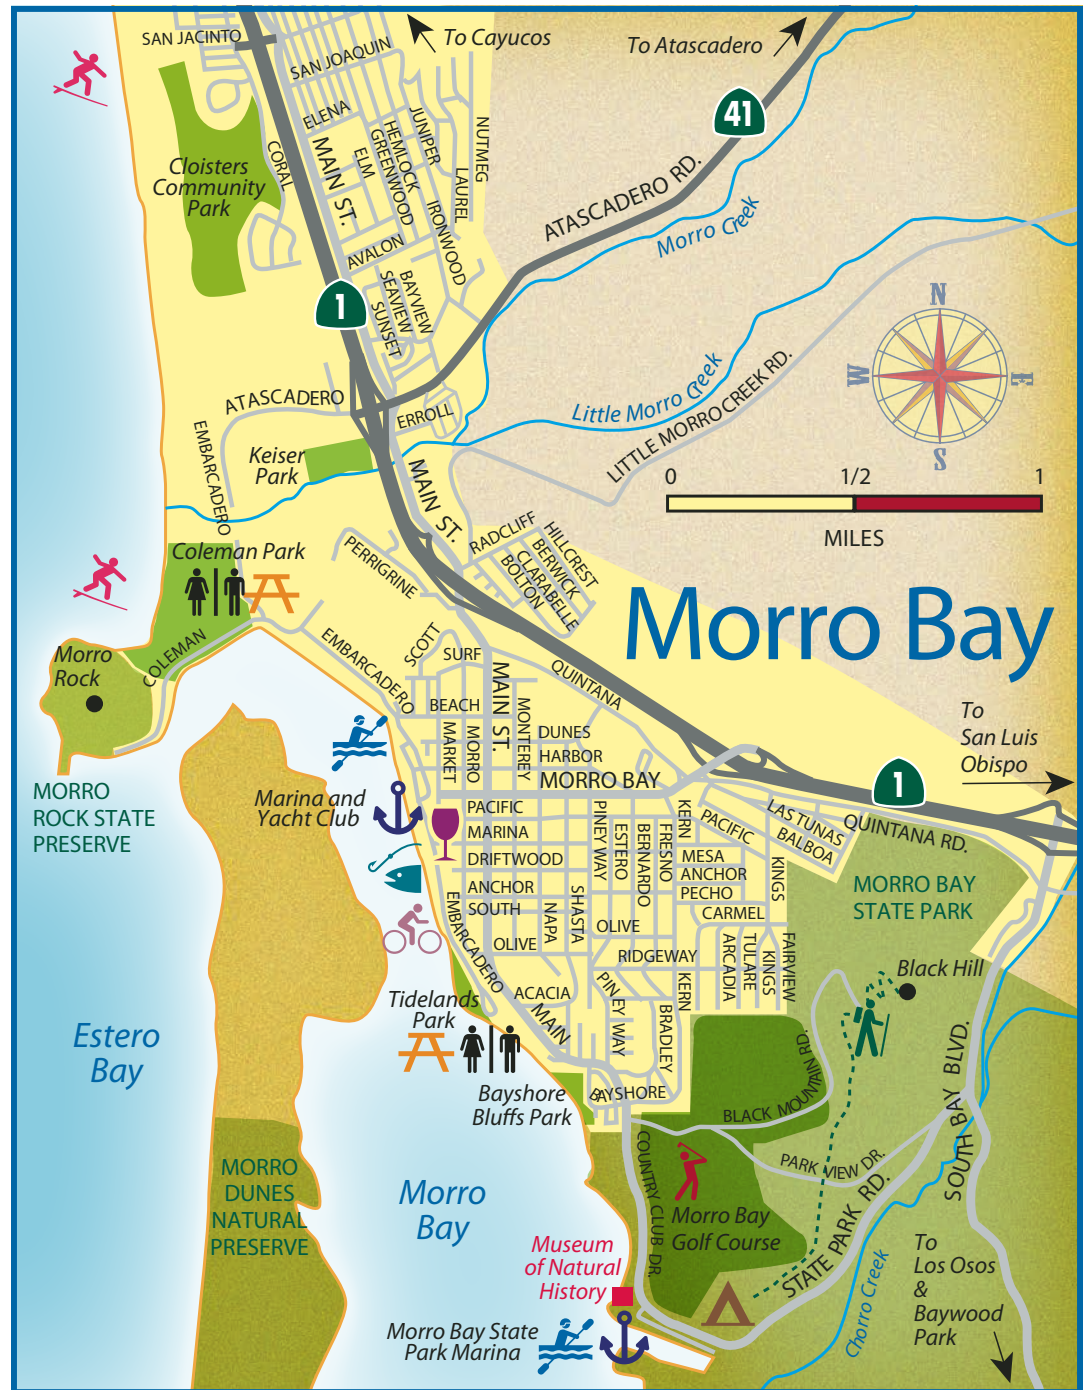 SAN JACINTO
To Cayucos
To Atascadero
SAN JOAQUIN
41
ELENA
MAIN ST.
ELM
GREENWOOD
HEMLOCK
JUNIPER
NUTMEG
LAUREL
IRONWOOD
CORAL
Cloisters
Community
Park
ATASCADERO RD.
Morro Creek
AVALON
BAYVIEW
SEAVIEW
SUNSET
1
N
W
E
S
Little Morro Creek
LITTLE MORRO CREEK RD.
ATASCADERO
ERROLL
EMBARCADERO
Keiser
Park
MAIN ST.
0
1/2
1
MILES
RADCLIFF
HILLCREST
BERWICK
CLARABELLE
BOLTON
PERRIGRINE
Coleman Park
Morro Bay
COLEMAN
Morro
Rock
EMBARCADERO
SCOTT
SURF
MAIN ST.
QUINTANA
BEACH
MARKET
MORRO
MONTEREY
DUNES
HARBOR
MORRO BAY
To
San Luis
Obispo
1
MORRO
ROCK STATE
PRESERVE
Marina and
Yacht Club
PACIFIC
MARINA
DRIFTWOOD
ANCHOR
SOUTH
OLIVE
PINEY WAY
ESTERO
BERNARDO
FRESNO
KERN
PACIFIC
LAS TUNAS
BALBOA
QUINTANA RD.
MESA
ANCHOR
PECHO
KINGS
CARMEL
MORRO BAY
STATE PARK
EMBARCADERO
NAPA
SHASTA
OLIVE
RIDGEWAY
ARCADIA
TULARE
KINGS
FAIRVIEW
KERN
Black Hill
ACACIA
MAIN
PINEY WAY
BRADLEY
Tidelands
Park
Estero
Bay
BLACK MOUNTAIN RD.
SOUTH BAY BLVD.
Bayshore
Bluffs Park
BAYSHORE
BLACK MOUNTAIN
COUNTRY CLUB DR.
PARK VIEW DR.
STATE PARK RD.
MORRO
DUNES
NATURAL
PRESERVE
Morro
Bay
Morro Bay
Golf Course
Museum
of Natural
History
Chorro Creek
To
Los Osos
&
Baywood
Park
Morro Bay State
Park Marina